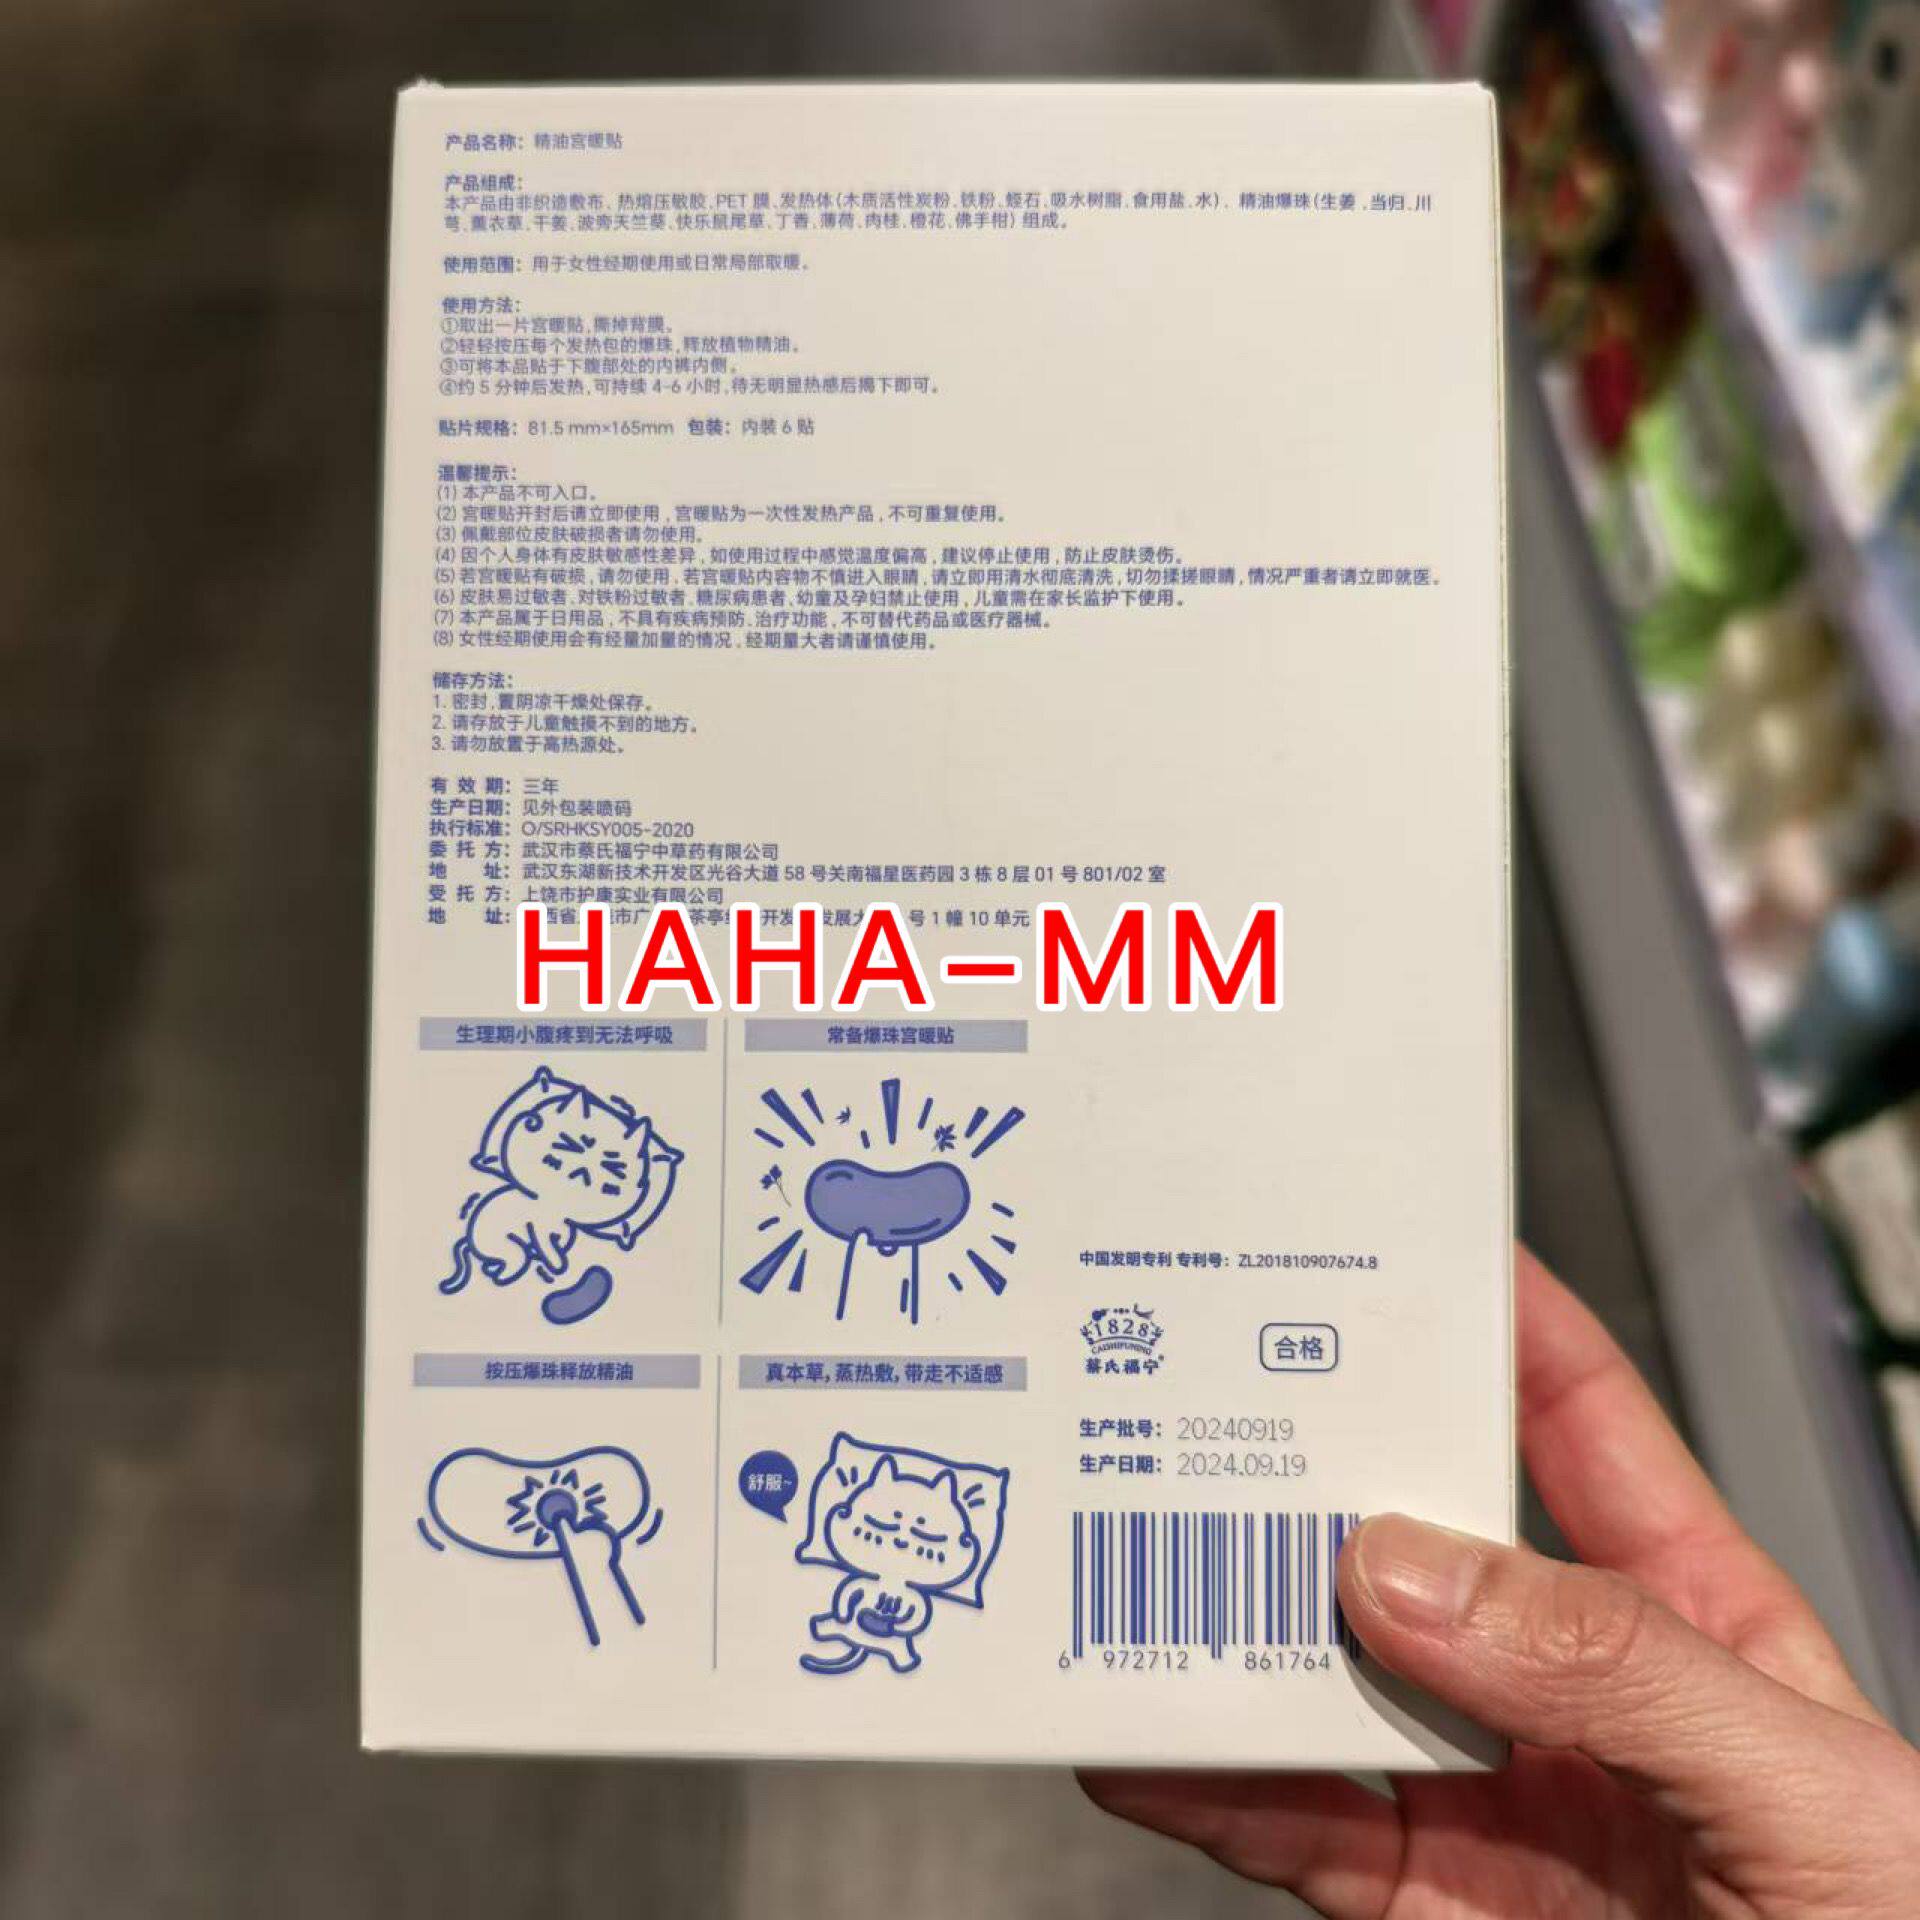 产品名称：精油宫暖贴
产品组成：
本产品由非织造敷布、热熔压敏胶、PET 膜、发热体（木质活性炭粉、铁粉、蛭石、吸水树脂、食用盐、水）、精油爆珠（生姜、当归、川
芎、薰衣草、干姜、波旁天竺葵、快乐鼠尾草、丁香、薄荷、肉桂、橙花、佛手柑）组成。
使用范围：用于女性经期使用或日常局部取暖。
使用方法：
①取出一片宫暖贴，撕掉背膜。
②轻轻按压每个发热包的爆珠，释放植物精油。
③可将本品贴于下腹部处的内裤内侧。
④约 5 分钟后发热，可持续 4-6 小时，待无明显热感后揭下即可。
贴片规格：81.5 mm×165mm 包装：内装 6 贴
温馨提示：
(1) 本产品不可入口。
(2) 宫暖贴开封后请立即使用，宫暖贴为一次性发热产品，不可重复使用。
(3) 佩戴部位皮肤破损者请勿使用。
(4) 因个人身体有皮肤敏感性差异，如使用过程中感觉温度偏高，建议停止使用，防止皮肤烫伤。
(5) 若宫暖贴有破损，请勿使用，若宫暖贴内容物不慎进入眼睛，请立即用清水彻底清洗，切勿揉搓眼睛，情况严重者请立即就医。
(6) 皮肤易过敏者、对铁粉过敏者、糖尿病患者、幼童及孕妇禁止使用，儿童需在家长监护下使用。
(7) 本产品属于日用品，不具有疾病预防、治疗功能，不可替代药品或医疗器械。
(8) 女性经期使用会有经量加量的情况，经期量大者请谨慎使用。
储存方法：
1. 密封，置阴凉干燥处保存。
2. 请存放于儿童触摸不到的地方。
3. 请勿放置于高热源处。
有效期：三年
生产日期：见外包装喷码
执行标准：Q/SRHKSY005-2020
委托方：武汉市蔡氏福宁中草药有限公司
地址：武汉东湖新技术开发区光谷大道 58 号关南福星医药园 3 栋 8 层 01 号 801/02 室
受托方：上饶市护康实业有限公司
地址：西省 市广 茶亭 开发 发展大 号 1 幢 10 单元
HAHA-MM
生理期小腹疼到无法呼吸
常备爆珠宫暖贴
按压爆珠释放精油
真本草，蒸热敷，带走不适感
舒服~
中国发明专利 专利号：ZL201810907674.8
1828
CAISHIFUNING
蔡氏福宁
合格
生产批号：20240919
生产日期：2024.09.19
6 972712 861764